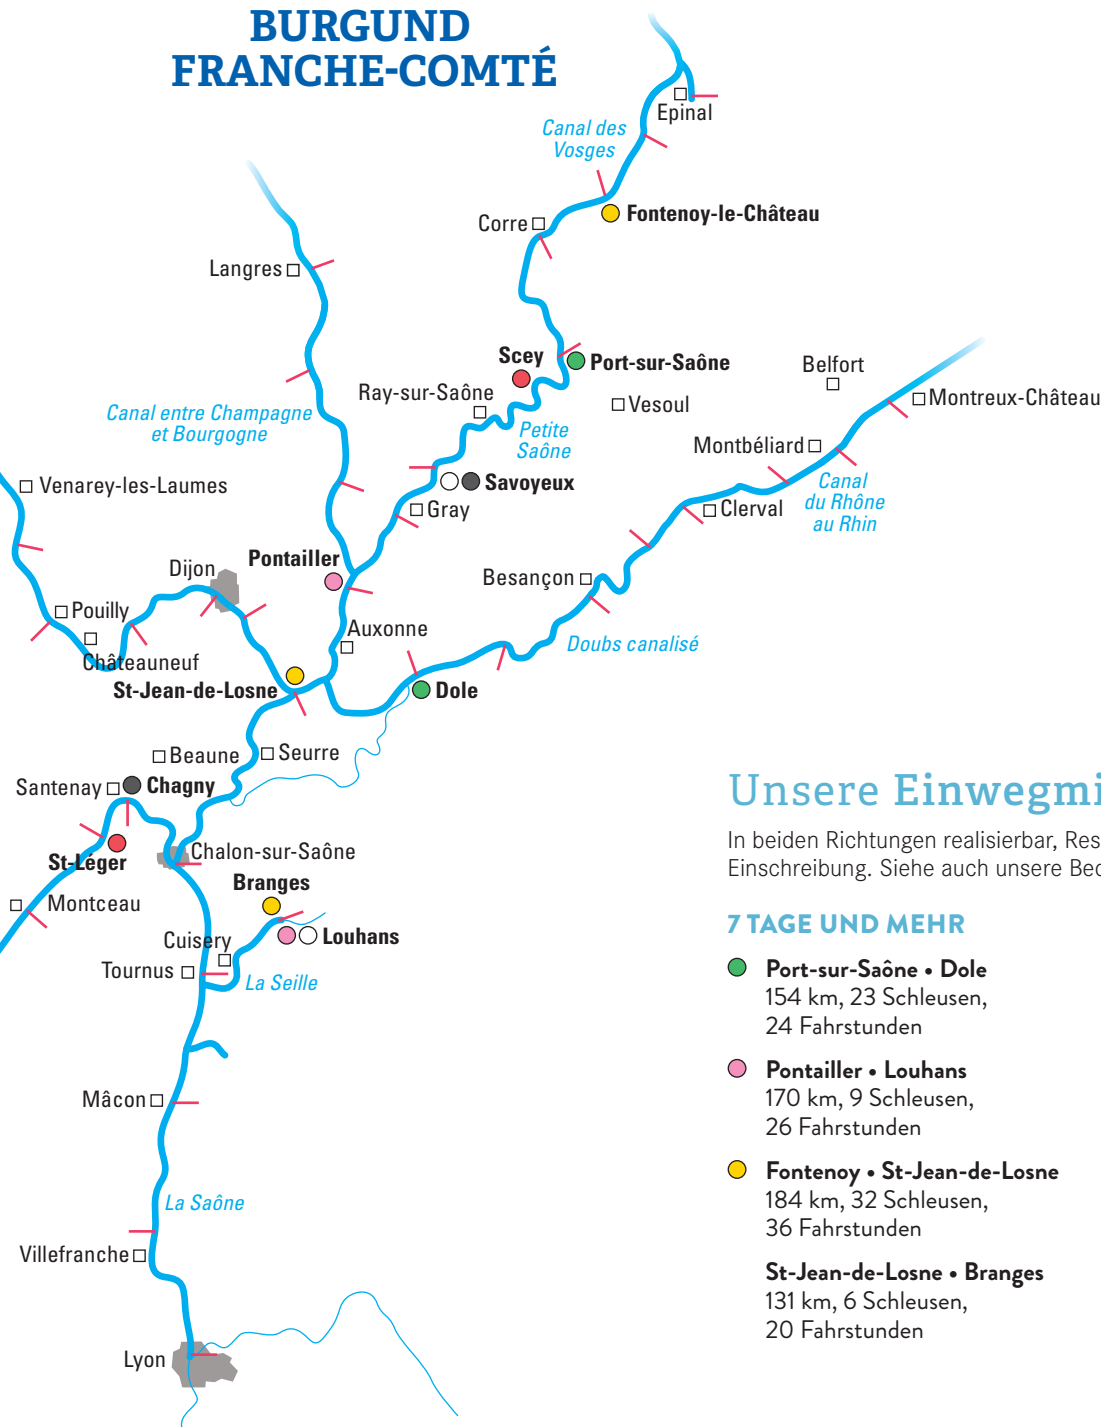 BURGUND
FRANCHE-COMTÉ
Epinal
Canal des
Vosges
Fontenoy-le-Château
Corre
Langres
Scey
Port-sur-Saône
Belfort
Ray-sur-Saône
Montreux-Château
Vesoul
Canal entre Champagne
et Bourgogne
Petite
Saône
Montbéliard
Venarey-les-Laumes
Savoyeux
Canal
du Rhône
au Rhin
Gray
Clerval
Pontailler
Dijon
Besançon
Pouilly
Auxonne
Châteauneuf
Doubs canalisé
St-Jean-de-Losne
Dole
Beaune
Seurre
Santenay
Chagny
St-Léger
Chalon-sur-Saône
Branges
Montceau
Cuisery
Louhans
Tournus
La Seille
Mâcon
La Saône
Villefranche
Lyon
Unsere Einwegmi
In beiden Richtungen realisierbar, Res
Einschreibung. Siehe auch unsere Bed
7 TAGE UND MEHR
Port-sur-Saône • Dole
154 km, 23 Schleusen,
24 Fahrstunden
Pontailler • Louhans
170 km, 9 Schleusen,
26 Fahrstunden
Fontenoy • St-Jean-de-Losne
184 km, 32 Schleusen,
36 Fahrstunden
St-Jean-de-Losne • Branges
131 km, 6 Schleusen,
20 Fahrstunden